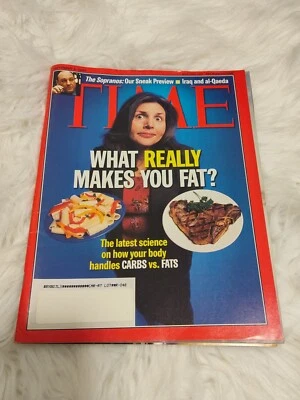 The Sopranos: Our Sneak Preview ■ Iraq and al-Qaeda
TIME
WHAT REALLY
MAKES YOU FAT?
The latest science
on how your body
handles CARBS vs. FATS